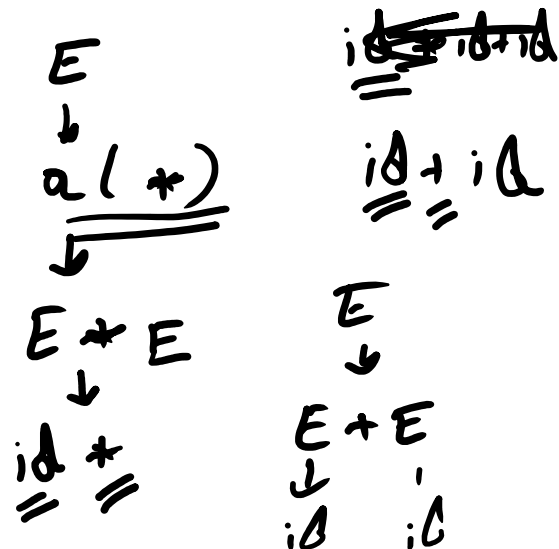 E
↓
a ( * )
↓
E * E
↓
id *
id + id
E
↓
E + E
↓
id id